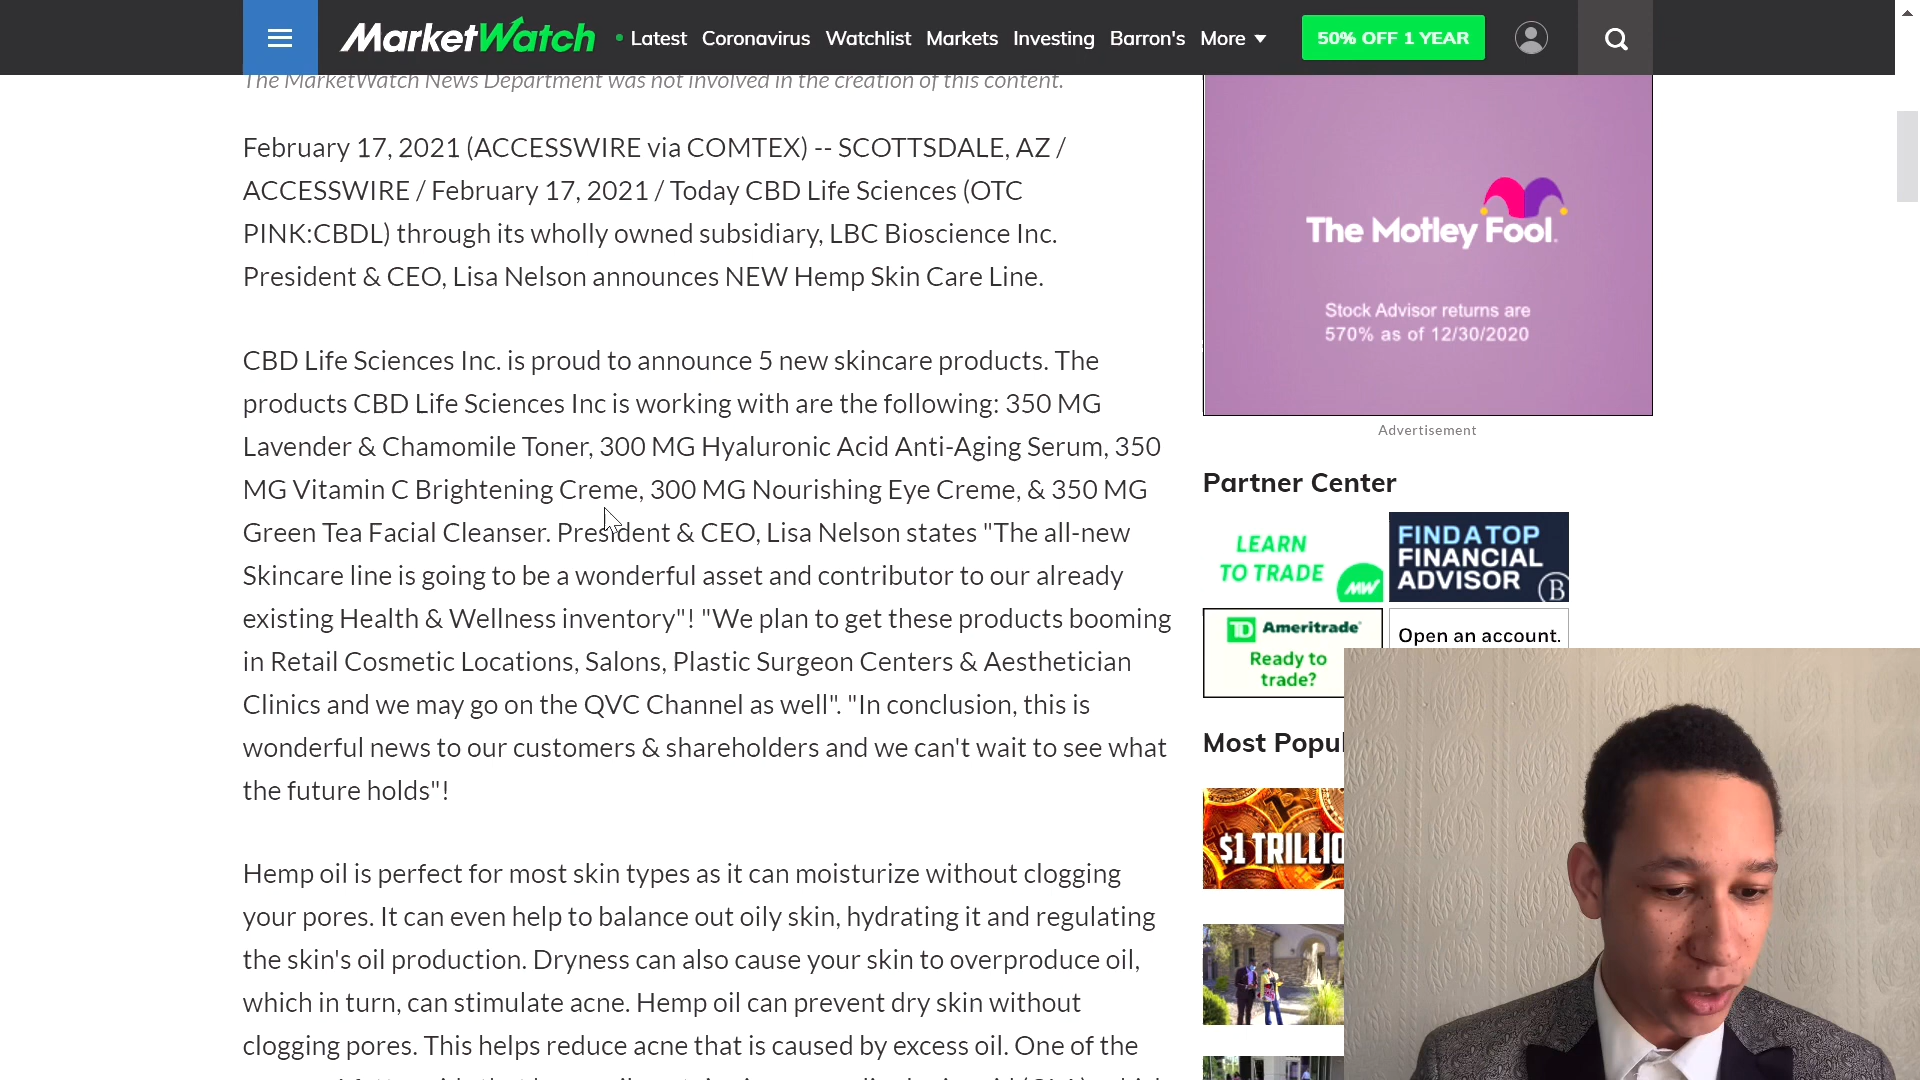 MarketWatch
Latest
Coronavirus
Watchlist
Markets
Investing
Barron's
More
50% OFF 1 YEAR
The MarketWatch News Department was not involved in the creation of this content.
February 17, 2021 (ACCESSWIRE via COMTEX) -- SCOTTSDALE, AZ /
ACCESSWIRE / February 17, 2021 / Today CBD Life Sciences (OTC
PINK:CBDL) through its wholly owned subsidiary, LBC Bioscience Inc.
President & CEO, Lisa Nelson announces NEW Hemp Skin Care Line.
CBD Life Sciences Inc. is proud to announce 5 new skincare products. The
products CBD Life Sciences Inc is working with are the following: 350 MG
Lavender & Chamomile Toner, 300 MG Hyaluronic Acid Anti-Aging Serum, 350
MG Vitamin C Brightening Creme, 300 MG Nourishing Eye Creme, & 350 MG
Green Tea Facial Cleanser. President & CEO, Lisa Nelson states "The all-new
Skincare line is going to be a wonderful asset and contributor to our already
existing Health & Wellness inventory"! "We plan to get these products booming
in Retail Cosmetic Locations, Salons, Plastic Surgeon Centers & Aesthetician
Clinics and we may go on the QVC Channel as well". "In conclusion, this is
wonderful news to our customers & shareholders and we can't wait to see what
the future holds"!
Hemp oil is perfect for most skin types as it can moisturize without clogging
your pores. It can even help to balance out oily skin, hydrating it and regulating
the skin's oil production. Dryness can also cause your skin to overproduce oil,
which in turn, can stimulate acne. Hemp oil can prevent dry skin without
clogging pores. This helps reduce acne that is caused by excess oil. One of the
The Motley Fool.
Stock Advisor returns are
570% as of 12/30/2020
Advertisement
Partner Center
LEARN
TO TRADE
MW
FIND A TOP
FINANCIAL
ADVISOR
B
TD Ameritrade
Ready to
trade?
Open an account.
Most Popul
$1 TRILLIO